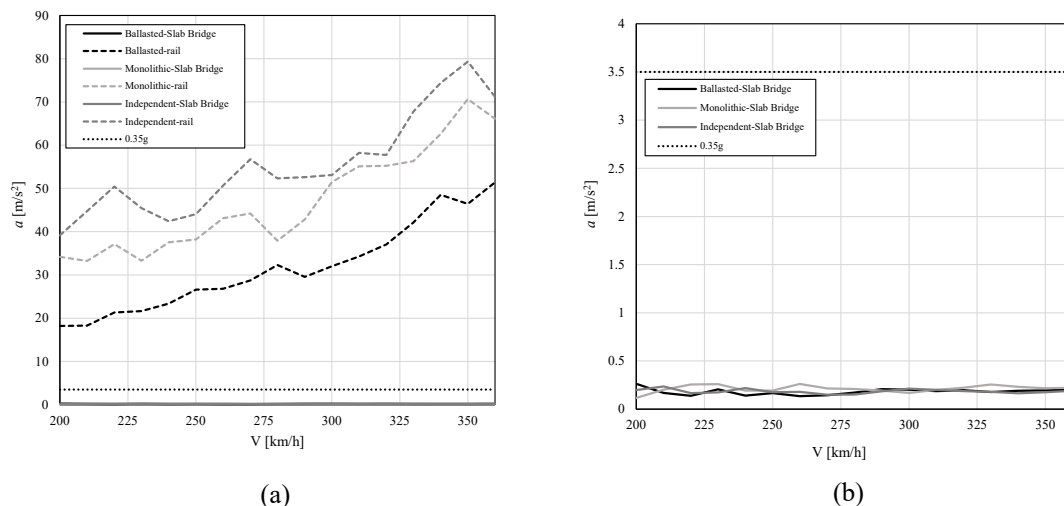 90
80
70
60
50
40
30
20
10
0
a [m/s²]
Ballasted-Slab Bridge
Ballasted-rail
Monolithic-Slab Bridge
Monolithic-rail
Independent-Slab Bridge
Independent-rail
0.35g
200 225 250 275 300 325 350
V [km/h]
(a)
4
3.5
3
2.5
2
1.5
1
0.5
0
a [m/s²]
Ballasted-Slab Bridge
Monolithic-Slab Bridge
Independent-Slab Bridge
0.35g
200 225 250 275 300 325 350
V [km/h]
(b)